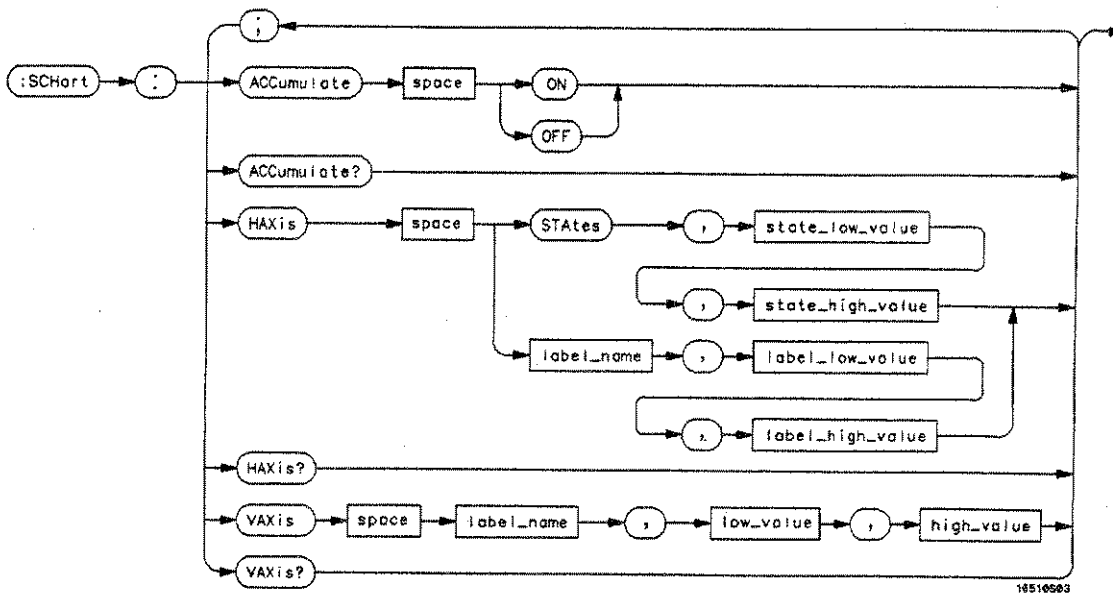 ;
:SCHart : ACCumulate space ON
OFF
ACCumulate?
HAXis space STAtes , state_low_value
, state_high_value
label_name , label_low_value
, label_high_value
HAXis?
VAXis space label_name , low_value , high_value
VAXis?
16510S03